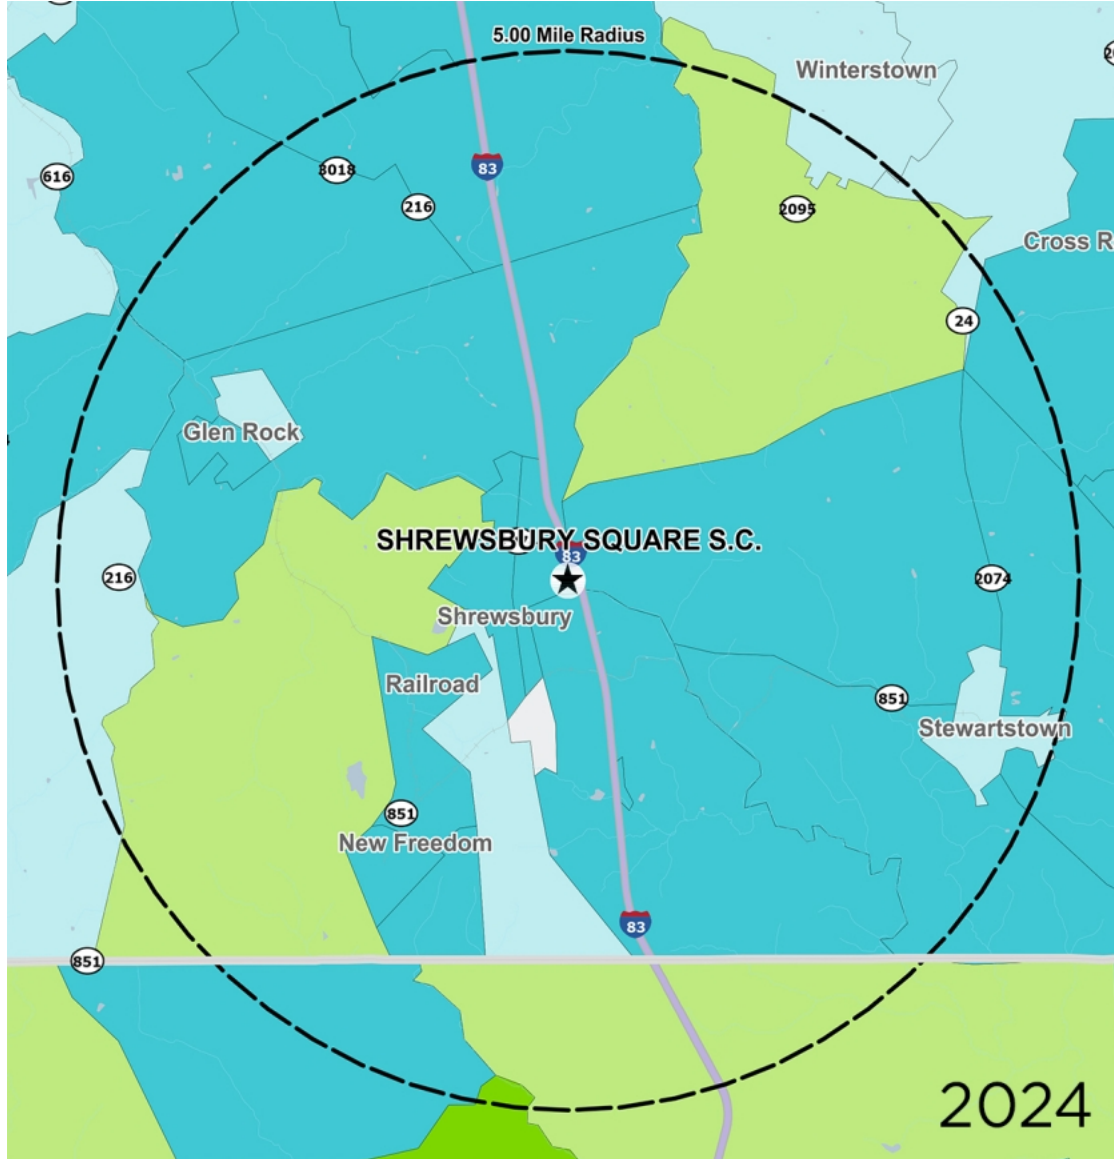 5.00 Mile Radius
Winterstown
616
3018
83
216
2095
Cross R
24
Glen Rock
SHREWSBURY SQUARE S.C.
83
216
2074
Shrewsbury
Railroad
851
Stewartstown
851
New Freedom
83
851
2024